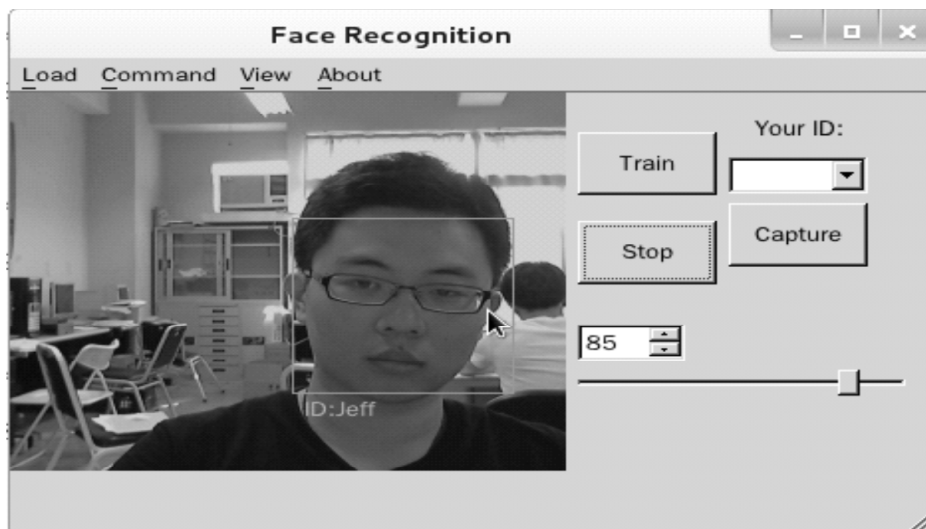 Face Recognition
Load Command View About
Your ID:
Train
Capture
Stop
85
ID:Jeff